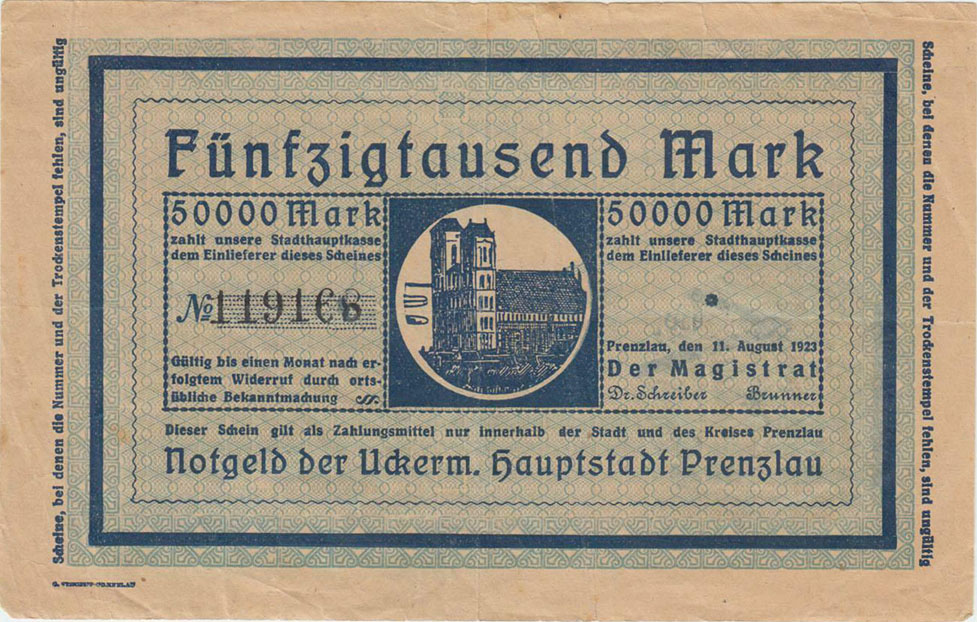 Fünfzigtausend Mark
50000 Mark
zahlt unsere Stadthauptkasse
dem Einlieferer dieses Scheines
No 119168
Gültig bis einen Monat nach er-
folgtem Widerruf durch orts-
übliche Bekanntmachung
50000 Mark
zahlt unsere Stadthauptkasse
dem Einlieferer dieses Scheines
Prenzlau, den 11. August 1923
Der Magistrat
Dr. Schreiber Brunner
Dieser Schein gilt als Zahlungsmittel nur innerhalb der Stadt und des Kreises Prenzlau
Notgeld der Uckerm. Hauptstadt Prenzlau
Scheine, bei denen die Nummer und der Trockenstempel fehlen, sind ungültig
Scheine, bei denen die Nummer und der Trockenstempel fehlen, sind ungültig